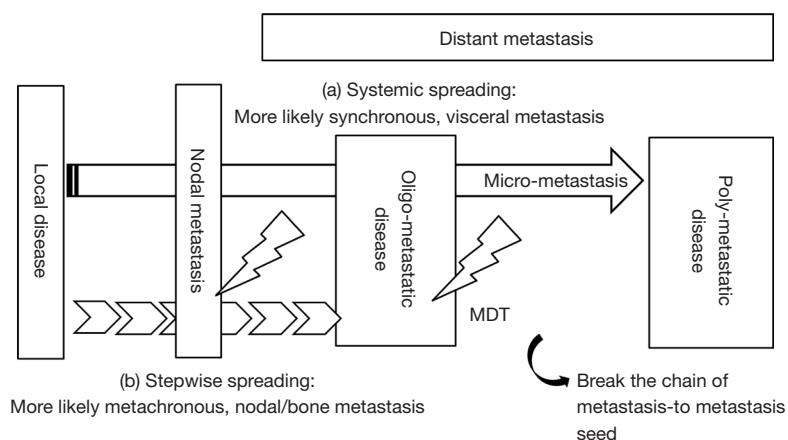 Distant metastasis
(a) Systemic spreading:
More likely synchronous, visceral metastasis
Local disease
Nodal metastasis
Oligo-metastatic
disease
Micro-metastasis
Poly-metastatic
disease
MDT
(b) Stepwise spreading:
More likely metachronous, nodal/bone metastasis
Break the chain of
metastasis-to metastasis
seed